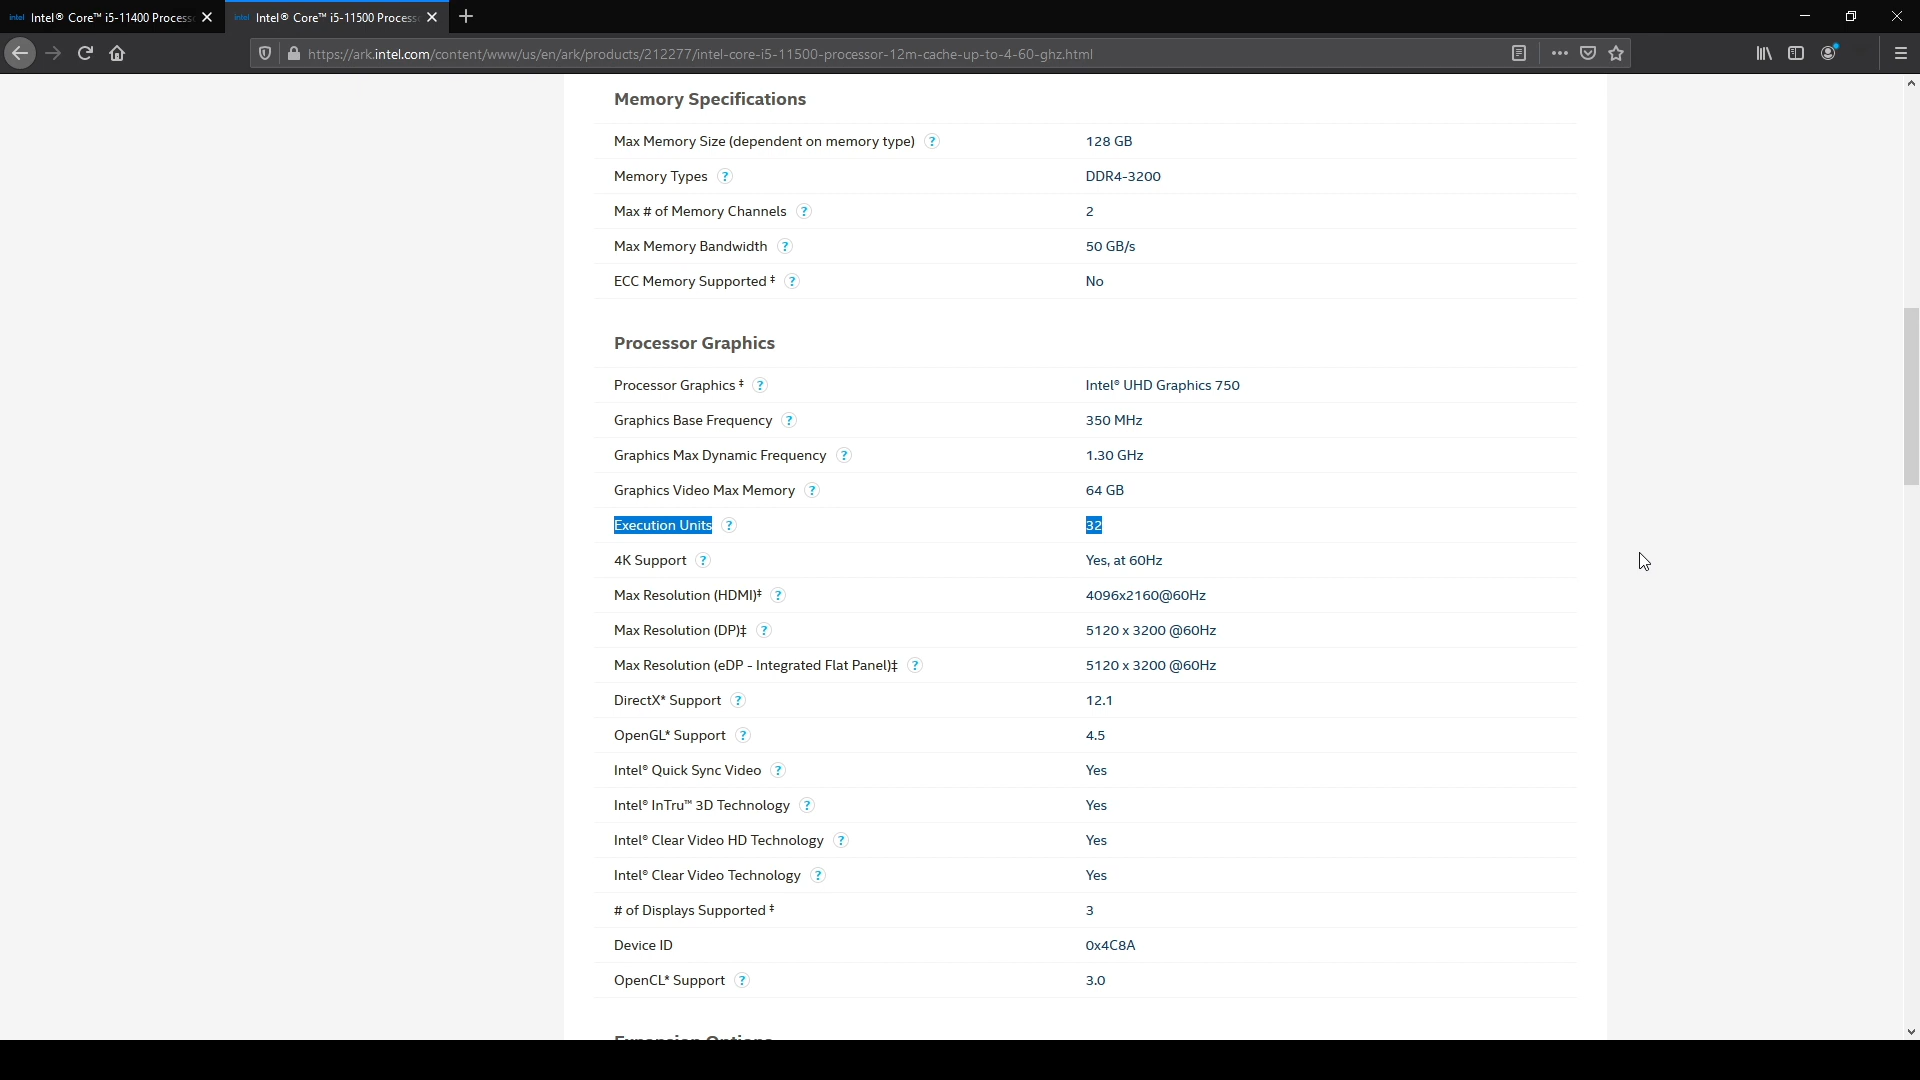 intel Intel® Core™ i5-11400 Process
intel Intel® Core™ i5-11500 Process
https://ark.intel.com/content/www/us/en/ark/products/212277/intel-core-i5-11500-processor-12m-cache-up-to-4-60-ghz.html
Memory Specifications
Max Memory Size (dependent on memory type) ? 128 GB
Memory Types ? DDR4-3200
Max # of Memory Channels ? 2
Max Memory Bandwidth ? 50 GB/s
ECC Memory Supported ‡ ? No
Processor Graphics
Processor Graphics ‡ ? Intel® UHD Graphics 750
Graphics Base Frequency ? 350 MHz
Graphics Max Dynamic Frequency ? 1.30 GHz
Graphics Video Max Memory ? 64 GB
Execution Units ? 32
4K Support ? Yes, at 60Hz
Max Resolution (HDMI)‡ ? 4096x2160@60Hz
Max Resolution (DP)‡ ? 5120 x 3200 @60Hz
Max Resolution (eDP - Integrated Flat Panel)‡ ? 5120 x 3200 @60Hz
DirectX* Support ? 12.1
OpenGL* Support ? 4.5
Intel® Quick Sync Video ? Yes
Intel® InTru™ 3D Technology ? Yes
Intel® Clear Video HD Technology ? Yes
Intel® Clear Video Technology ? Yes
# of Displays Supported ‡ 3
Device ID 0x4C8A
OpenCL* Support ? 3.0
Expansion Options